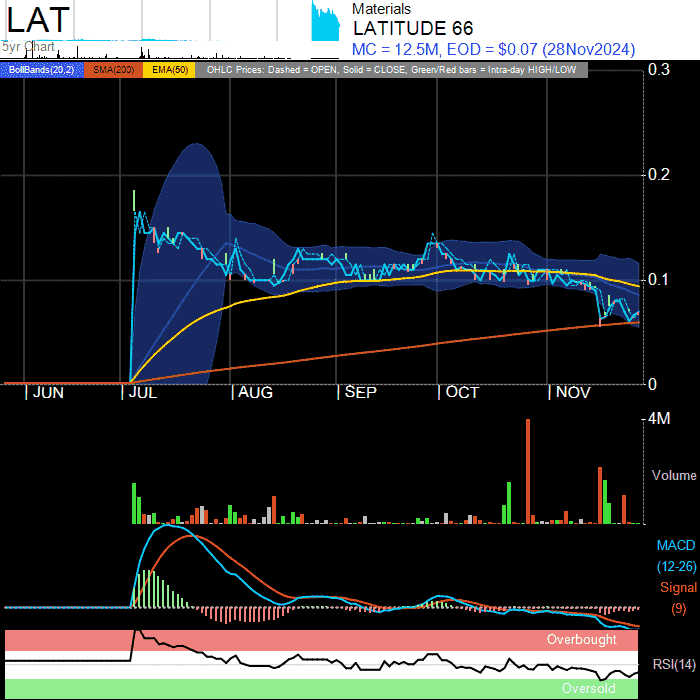 LAT
Materials
LATITUDE 66
5yr Chart
MC = 12.5M, EOD = $0.07 (28Nov2024)
BollBands(20,2) SMA(200) EMA(50) OHLC Prices: Dashed = OPEN, Solid = CLOSE, Green/Red bars = Intra-day HIGH/LOW
0.3
0.2
0.1
0
JUN JUL AUG SEP OCT NOV
4M
Volume
MACD
(12-26)
Signal
(9)
Overbought
RSI(14)
Oversold